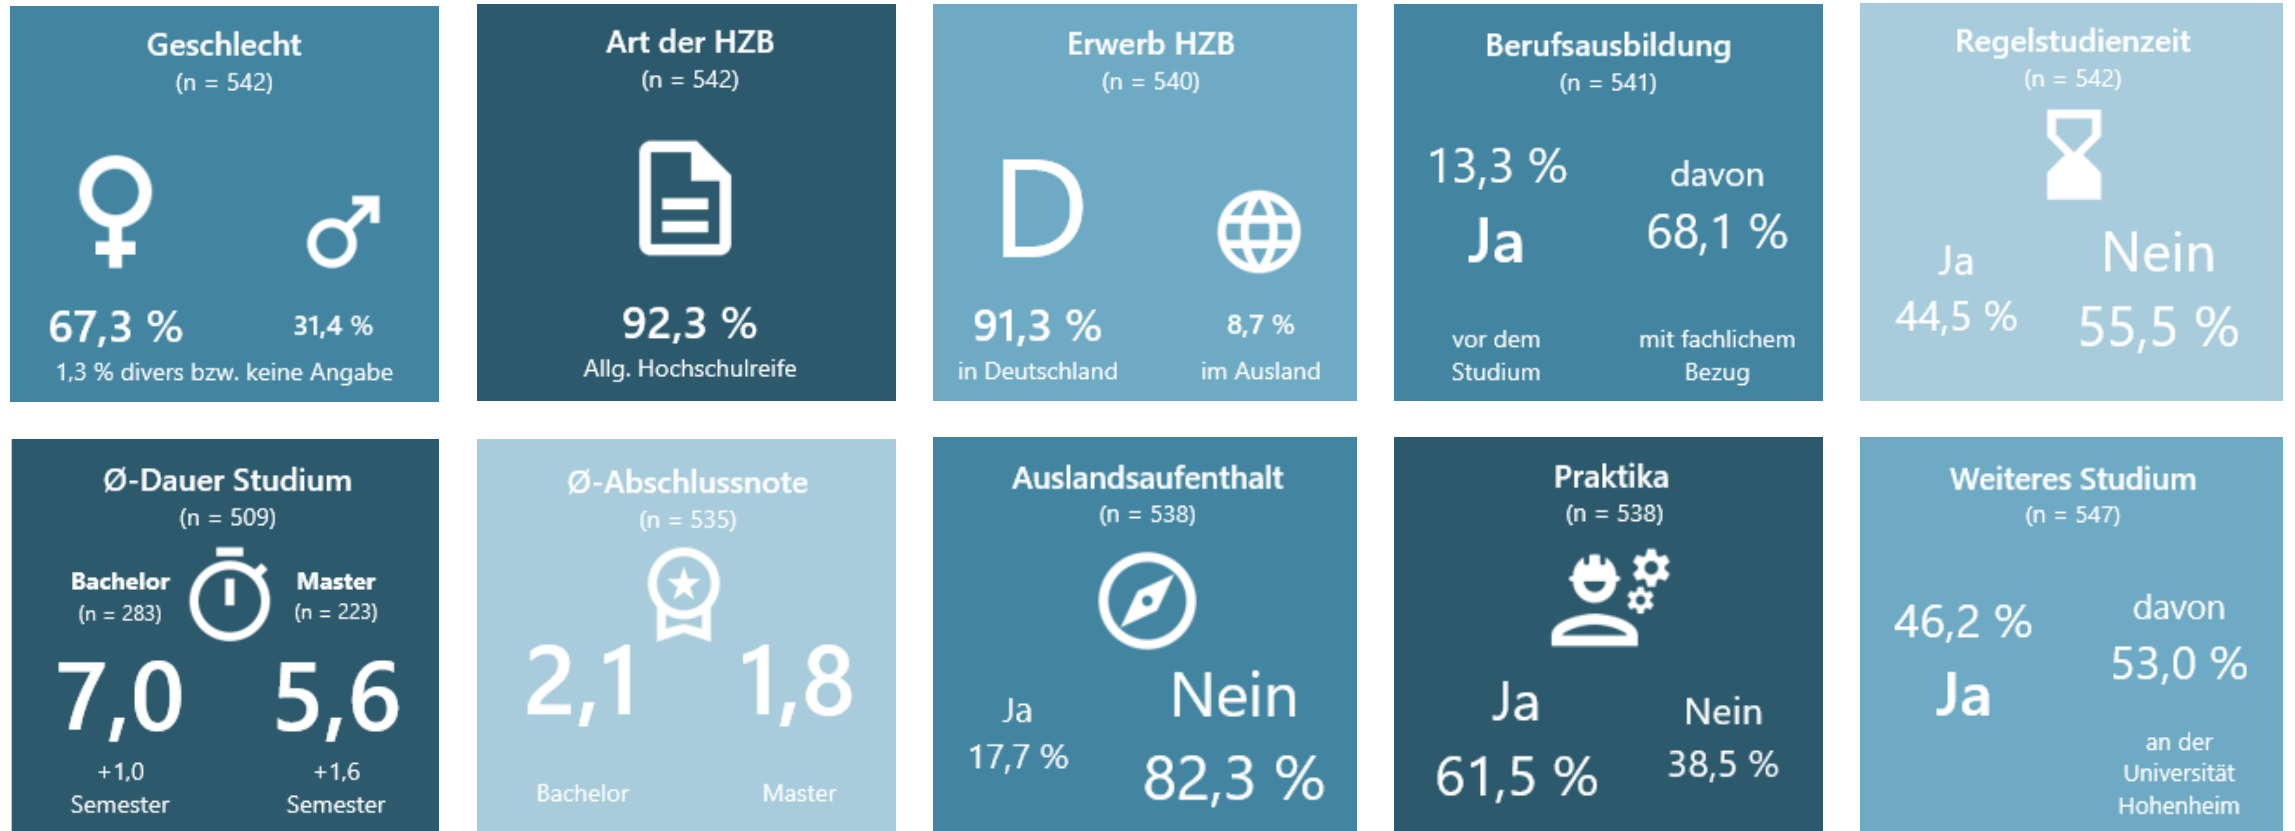 Geschlecht
(n = 542)
67,3 %
31,4 %
1,3 % divers bzw. keine Angabe
Art der HZB
(n = 542)
92,3 %
Allg. Hochschulreife
Erwerb HZB
(n = 540)
D
91,3 %
in Deutschland
8,7 %
im Ausland
Berufsausbildung
(n = 541)
13,3 %
Ja
vor dem
Studium
davon
68,1 %
mit fachlichem
Bezug
Regelstudienzeit
(n = 542)
Ja
44,5 %
Nein
55,5 %
Ø-Dauer Studium
(n = 509)
Bachelor
(n = 283)
7,0
+1,0
Semester
Master
(n = 223)
5,6
+1,6
Semester
Ø-Abschlussnote
(n = 535)
2,1
Bachelor
1,8
Master
Auslandsaufenthalt
(n = 538)
Ja
17,7 %
Nein
82,3 %
Praktika
(n = 538)
Ja
61,5 %
Nein
38,5 %
Weiteres Studium
(n = 547)
46,2 %
Ja
davon
53,0 %
an der
Universität
Hohenheim